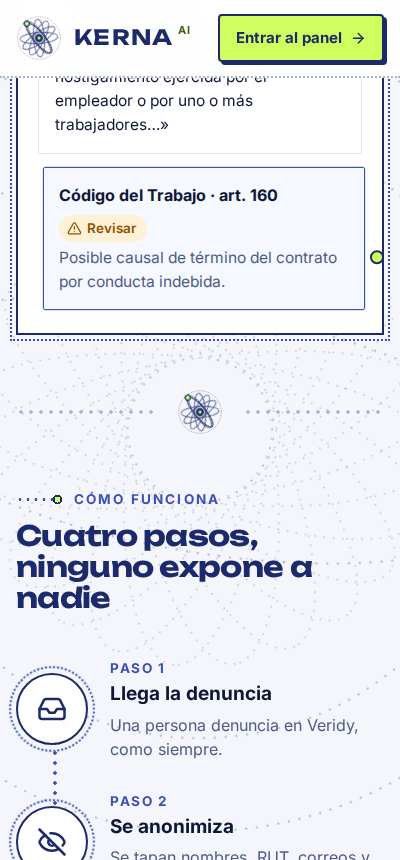 KERNA AI
Entrar al panel
hostigamiento ejercida por el
empleador o por uno o más
trabajadores...»
Código del Trabajo · art. 160
Revisar
Posible causal de término del contrato
por conducta indebida.
CÓMO FUNCIONA
Cuatro pasos,
ninguno expone a
nadie
PASO 1
Llega la denuncia
Una persona denuncia en Veridy,
como siempre.
PASO 2
Se anonimiza
Se tapan nombres, RUT, correos y